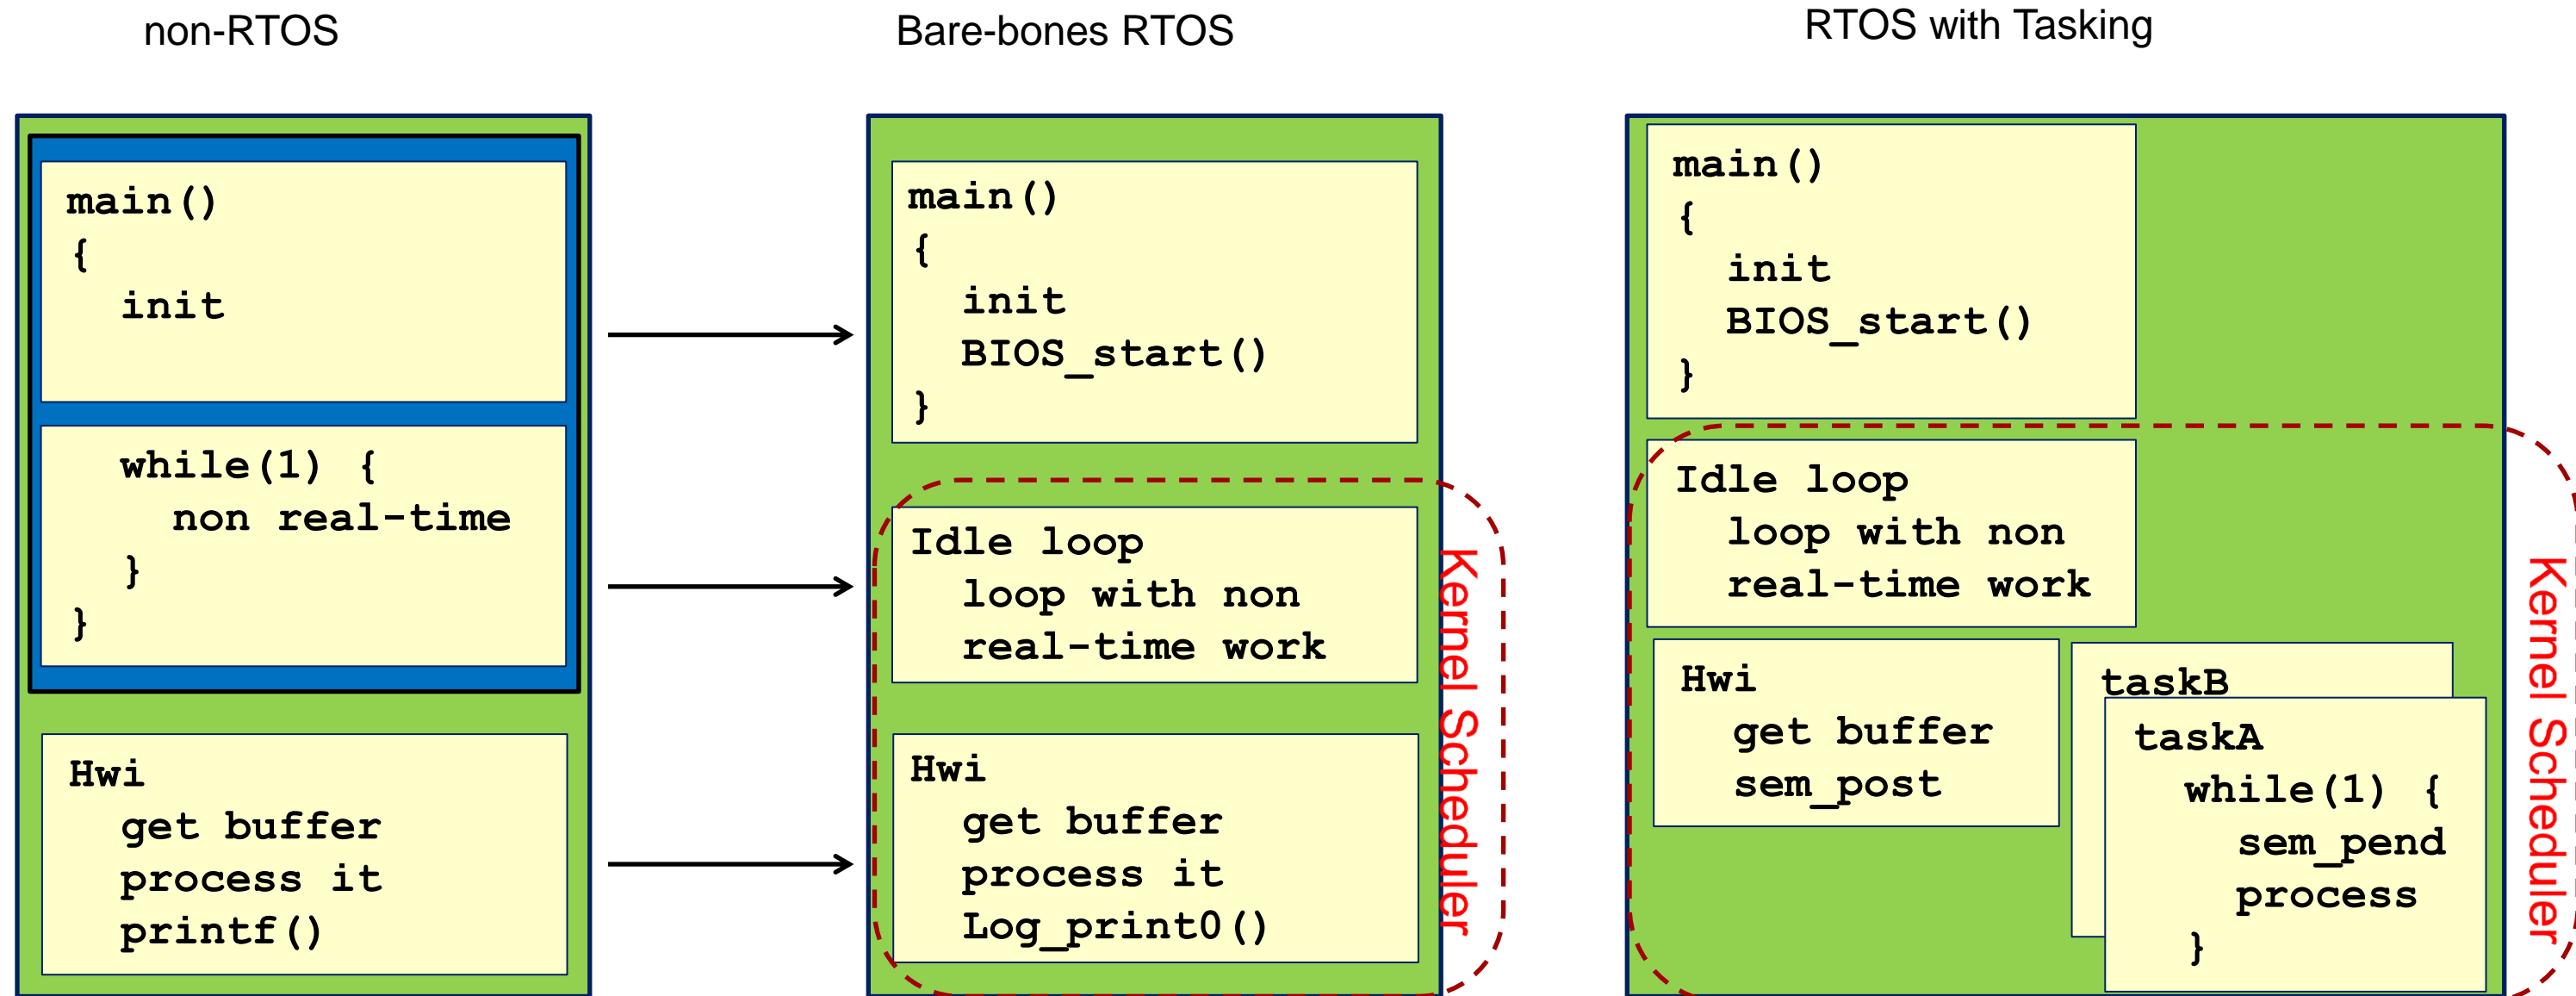 non-RTOS
main()
{
init
while(1) {
non real-time
}
}
Hwi
get buffer
process it
printf()
Bare-bones RTOS
main()
{
init
BIOS_start()
}
Idle loop
loop with non
real-time work
Hwi
get buffer
process it
Log_print0()
Kernel Scheduler
RTOS with Tasking
main()
{
init
BIOS_start()
}
Idle loop
loop with non
real-time work
Hwi
get buffer
sem_post
taskB
taskA
while(1) {
sem_pend
process
}
Kernel Scheduler